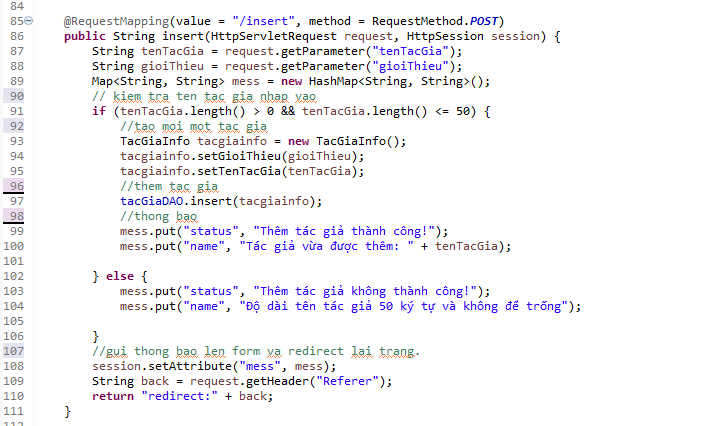 84
85 @RequestMapping(value = "/insert", method = RequestMethod.POST)
86 public String insert(HttpServletRequest request, HttpSession session) {
87 String tenTacGia = request.getParameter("tenTacGia");
88 String gioiThieu = request.getParameter("gioiThieu");
89 Map<String, String> mess = new HashMap<String, String>();
90 // kiem tra ten tac gia nhap vao
91 if (tenTacGia.length() > 0 && tenTacGia.length() <= 50) {
92 //tao moi mot tac gia
93 TacGiaInfo tacgiainfo = new TacGiaInfo();
94 tacgiainfo.setGioiThieu(gioiThieu);
95 tacgiainfo.setTenTacGia(tenTacGia);
96 //them tac gia
97 tacGiaDAO.insert(tacgiainfo);
98 //thong bao
99 mess.put("status", "Thêm tác giả thành công!");
100 mess.put("name", "Tác giả vừa được thêm: " + tenTacGia);
101
102 } else {
103 mess.put("status", "Thêm tác giả không thành công!");
104 mess.put("name", "Độ dài tên tác giả 50 ký tự và không để trống");
105
106 }
107 //gui thong bao len form va redirect lai trang.
108 session.setAttribute("mess", mess);
109 String back = request.getHeader("Referer");
110 return "redirect:" + back;
111 }